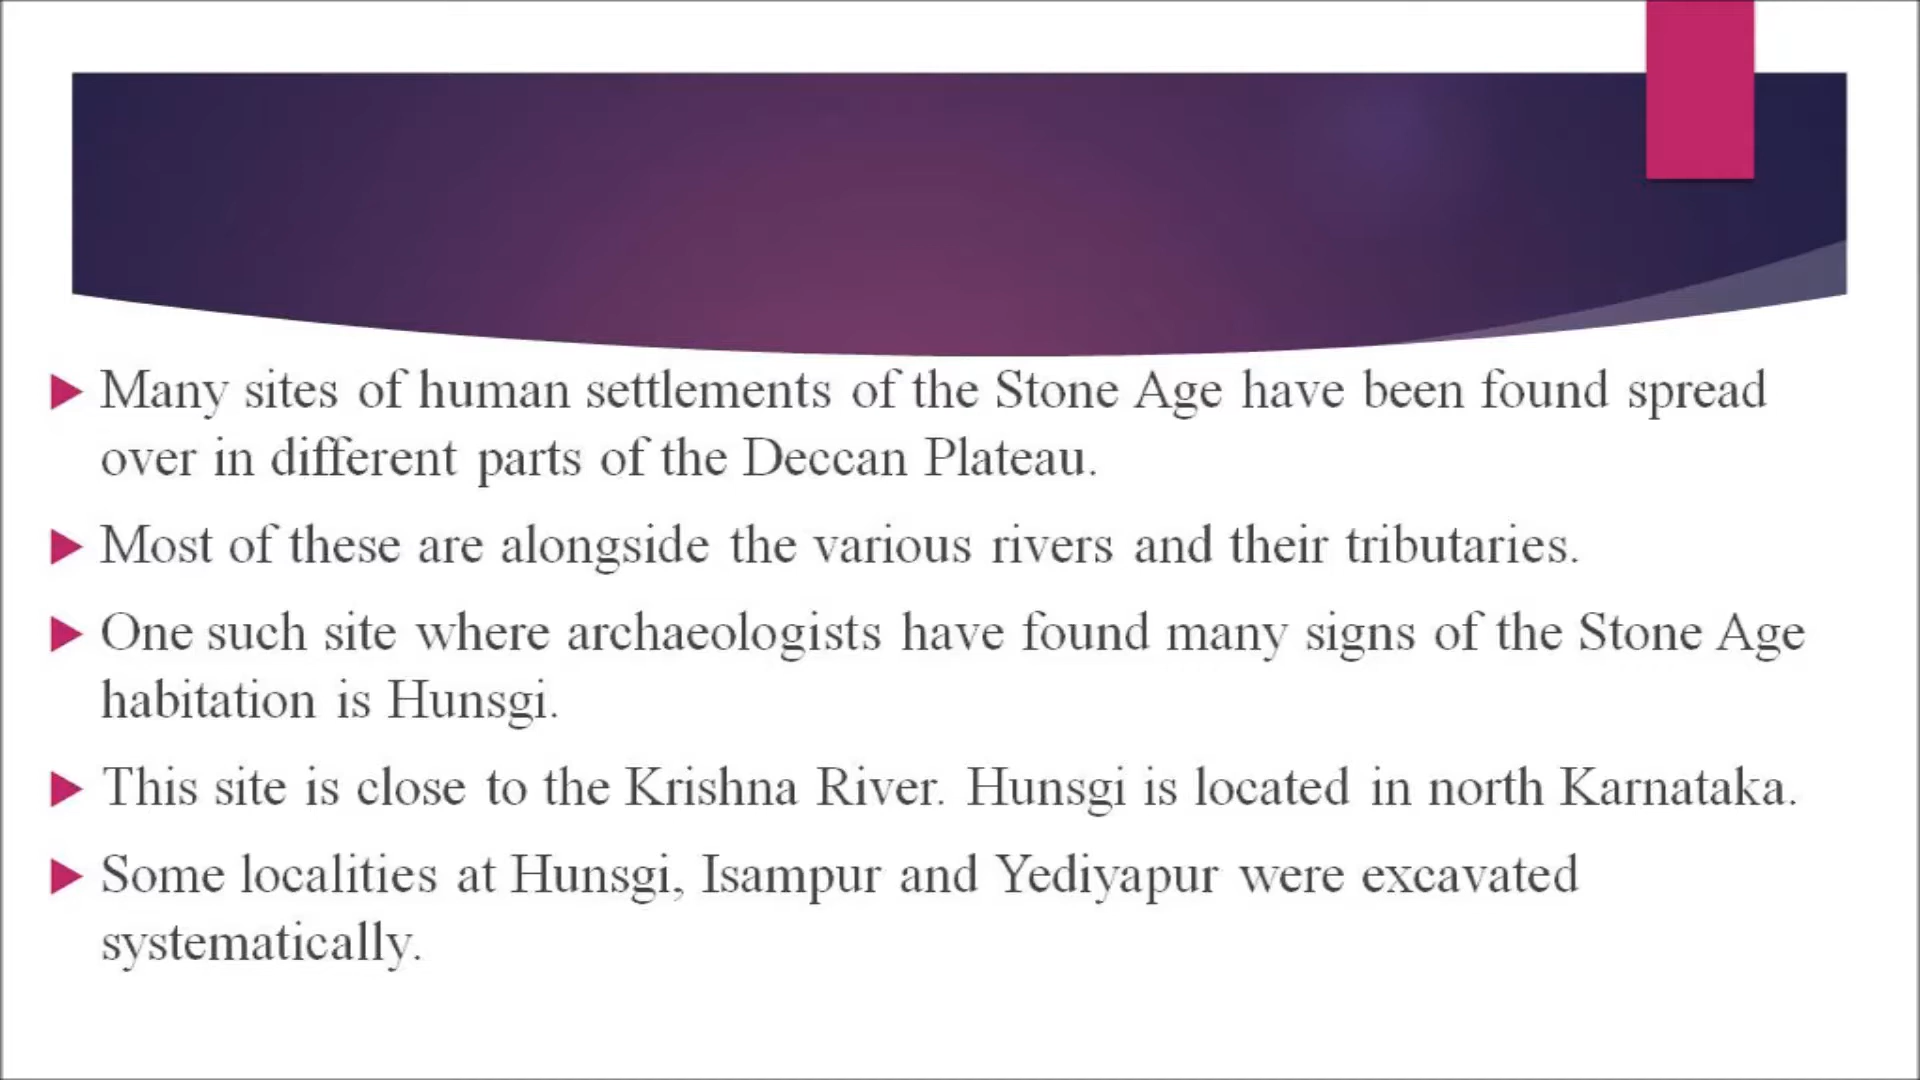 Many sites of human settlements of the Stone Age have been found spread
over in different parts of the Deccan Plateau.
Most of these are alongside the various rivers and their tributaries.
One such site where archaeologists have found many signs of the Stone Age
habitation is Hunsgi.
This site is close to the Krishna River. Hunsgi is located in north Karnataka.
Some localities at Hunsgi, Isampur and Yediyapur were excavated
systematically.